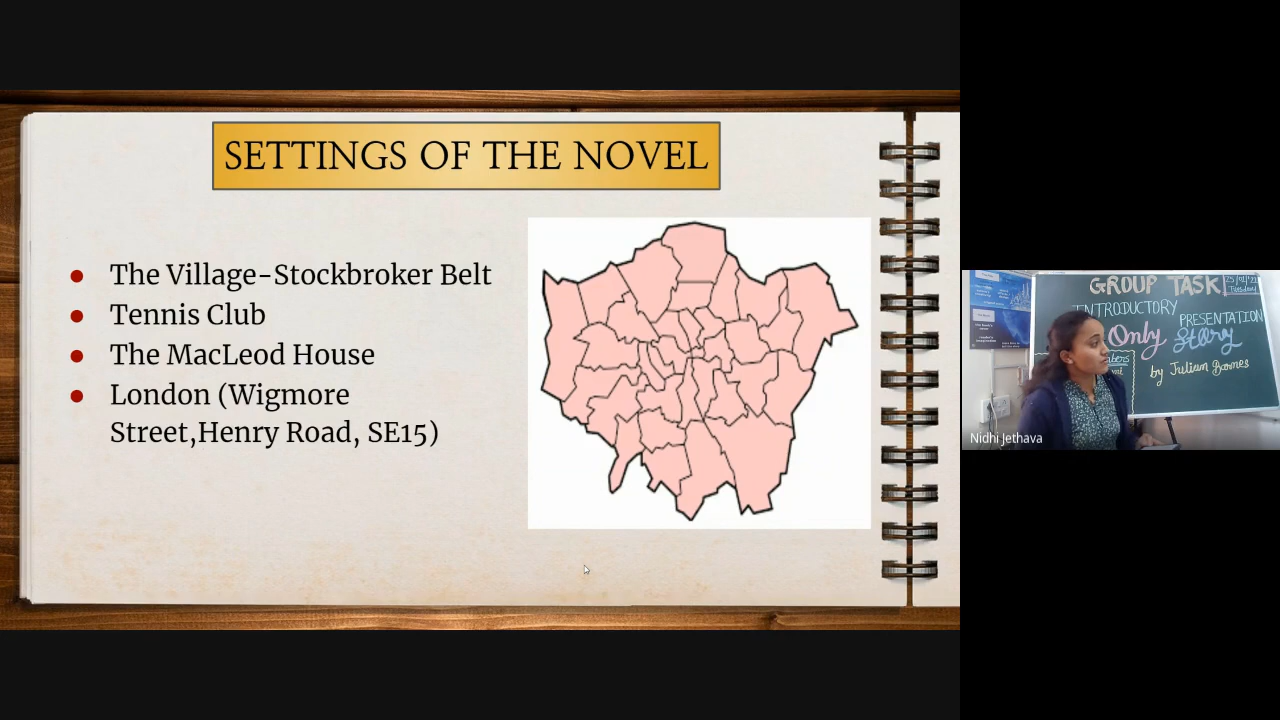 SETTINGS OF THE NOVEL
● The Village-Stockbroker Belt
● Tennis Club
● The MacLeod House
● London (Wigmore
Street,Henry Road, SE15)
GROUP TASK
Tuesday
INTRODUCTORY
PRESENTATION
Only Story
by Julian Barnes
Nidhi Jethava